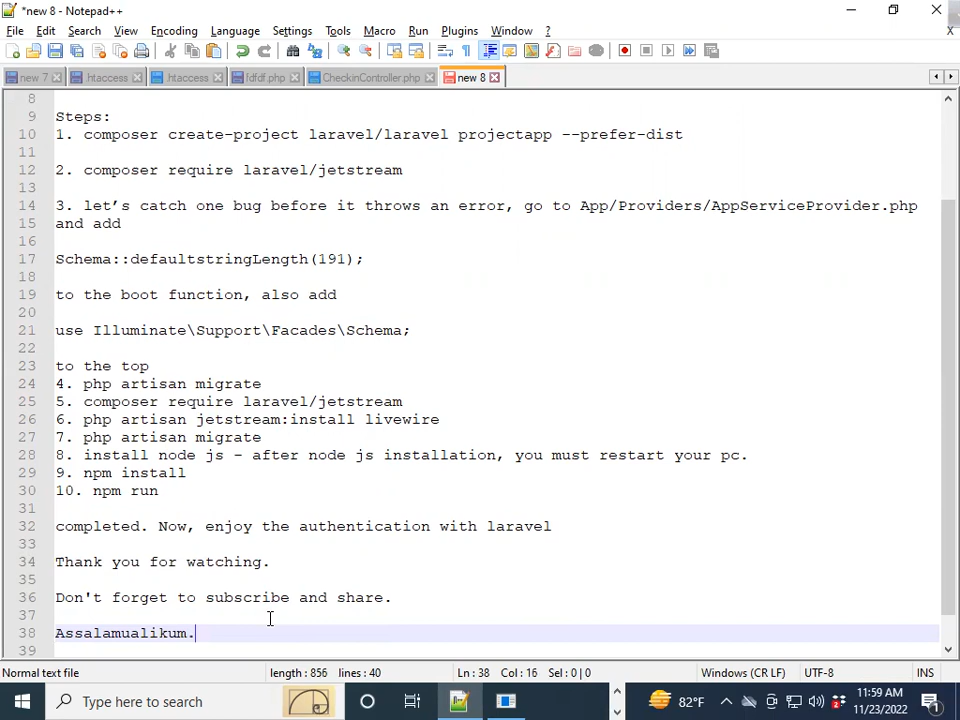 *new 8 - Notepad++
File Edit Search View Encoding Language Settings Tools Macro Run Plugins Window ? X
new 7 htaccess htaccess fdfdf.php CheckinController.php new 8
8
9 Steps:
10 1. composer create-project laravel/laravel projectapp --prefer-dist
11
12 2. composer require laravel/jetstream
13
14 3. let’s catch one bug before it throws an error, go to App/Providers/AppServiceProvider.php
15 and add
16
17 Schema::defaultstringLength(191);
18
19 to the boot function, also add
20
21 use Illuminate\Support\Facades\Schema;
22
23 to the top
24 4. php artisan migrate
25 5. composer require laravel/jetstream
26 6. php artisan jetstream:install livewire
27 7. php artisan migrate
28 8. install node js - after node js installation, you must restart your pc.
29 9. npm install
30 10. npm run
31
32 completed. Now, enjoy the authentication with laravel
33
34 Thank you for watching.
35
36 Don't forget to subscribe and share.
37
38 Assalamualikum.
39
Normal text file length : 856 lines : 40 Ln : 38 Col : 16 Sel : 0 | 0 Windows (CR LF) UTF-8 INS
Type here to search 82°F 2 11:59 AM 1
11/23/2022